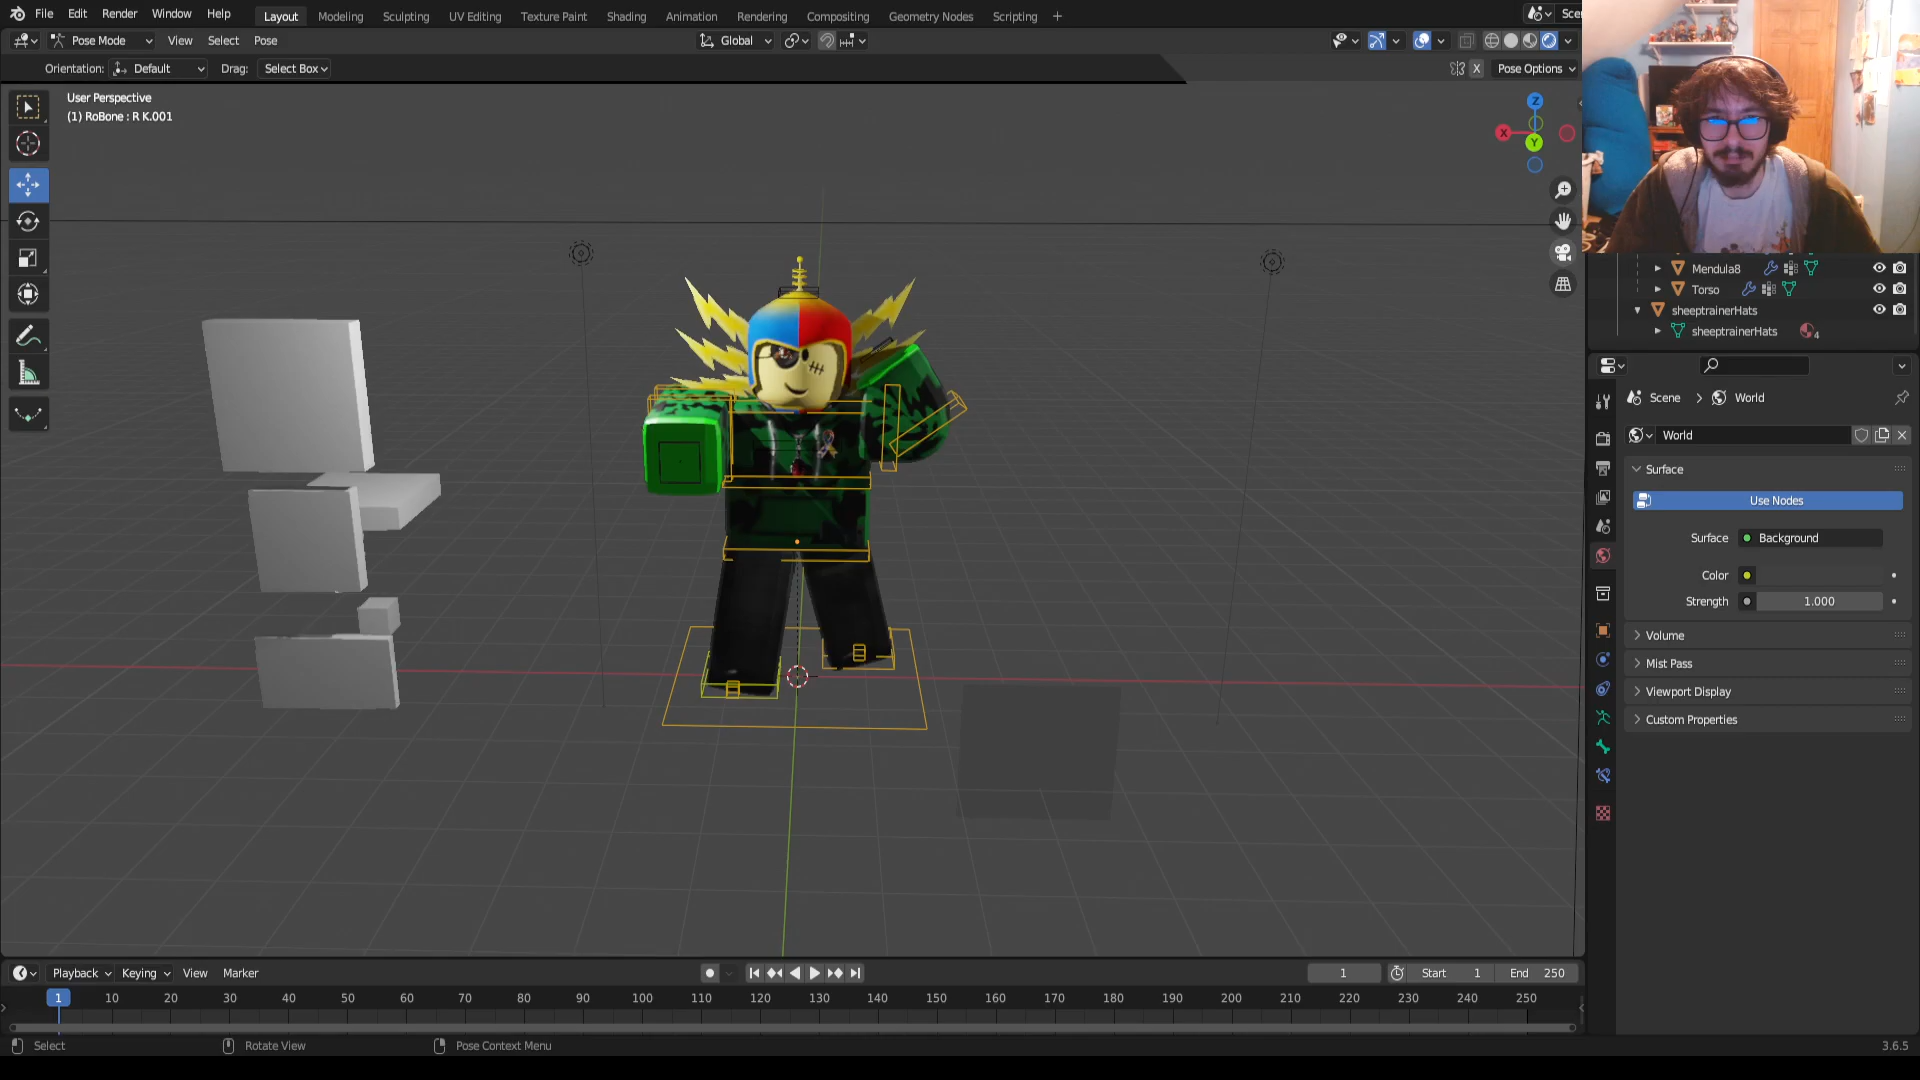 File Edit Render Window Help Layout Modeling Sculpting UV Editing Texture Paint Shading Animation Rendering Compositing Geometry Nodes Scripting + Scen
Pose Mode View Select Pose Global
Orientation: Default Drag: Select Box X Pose Options
User Perspective
(1) RoBone : R K.001
Z
X
Y
Mendula8
Torso
sheeptrainerHats
sheeptrainerHats 4
Scene > World
World
Surface
Use Nodes
Surface Background
Color
Strength 1.000
Volume
Mist Pass
Viewport Display
Custom Properties
Playback Keying View Marker 1 Start 1 End 250
1 10 20 30 40 50 60 70 80 90 100 110 120 130 140 150 160 170 180 190 200 210 220 230 240 250
Select Rotate View Pose Context Menu 3.6.5